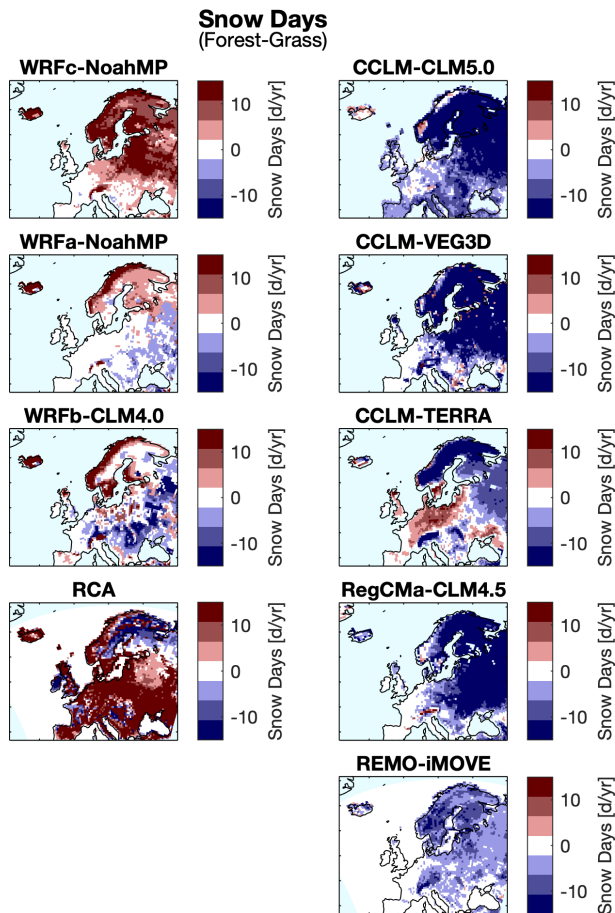 Snow Days
(Forest-Grass)
WRFc-NoahMP
10
0
-10
Snow Days [d/yr]
CCLM-CLM5.0
10
0
-10
Snow Days [d/yr]
WRFa-NoahMP
10
0
-10
Snow Days [d/yr]
CCLM-VEG3D
10
0
-10
Snow Days [d/yr]
WRFb-CLM4.0
10
0
-10
Snow Days [d/yr]
CCLM-TERRA
10
0
-10
Snow Days [d/yr]
RCA
10
0
-10
Snow Days [d/yr]
RegCMa-CLM4.5
10
0
-10
Snow Days [d/yr]
REMO-iMOVE
10
0
-10
Snow Days [d/yr]